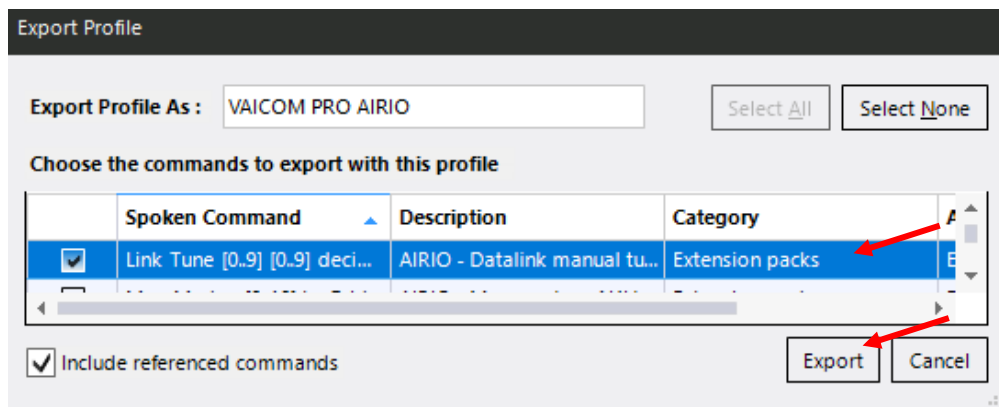 Export Profile
Export Profile As : VAICOM PRO AIRIO Select All Select None
Choose the commands to export with this profile
Spoken Command Description Category
Link Tune [0..9] [0..9] deci... AIRIO - Datalink manual tu... Extension packs
Include referenced commands Export Cancel